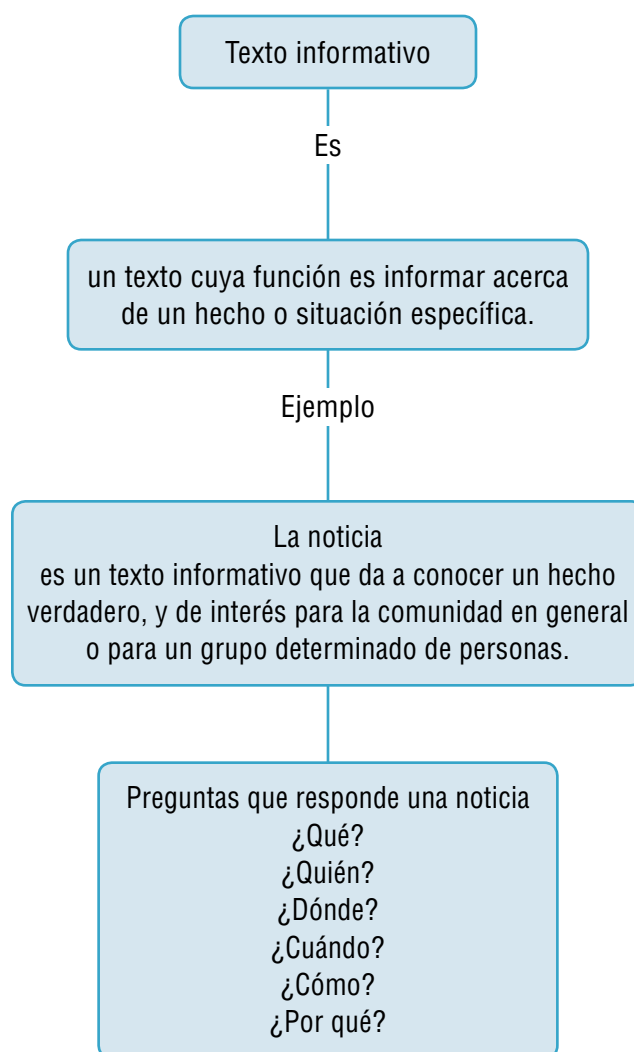 Texto informativo
Es
un texto cuya función es informar acerca
de un hecho o situación específica.
Ejemplo
La noticia
es un texto informativo que da a conocer un hecho
verdadero, y de interés para la comunidad en general
o para un grupo determinado de personas.
Preguntas que responde una noticia
¿Qué?
¿Quién?
¿Dónde?
¿Cuándo?
¿Cómo?
¿Por qué?